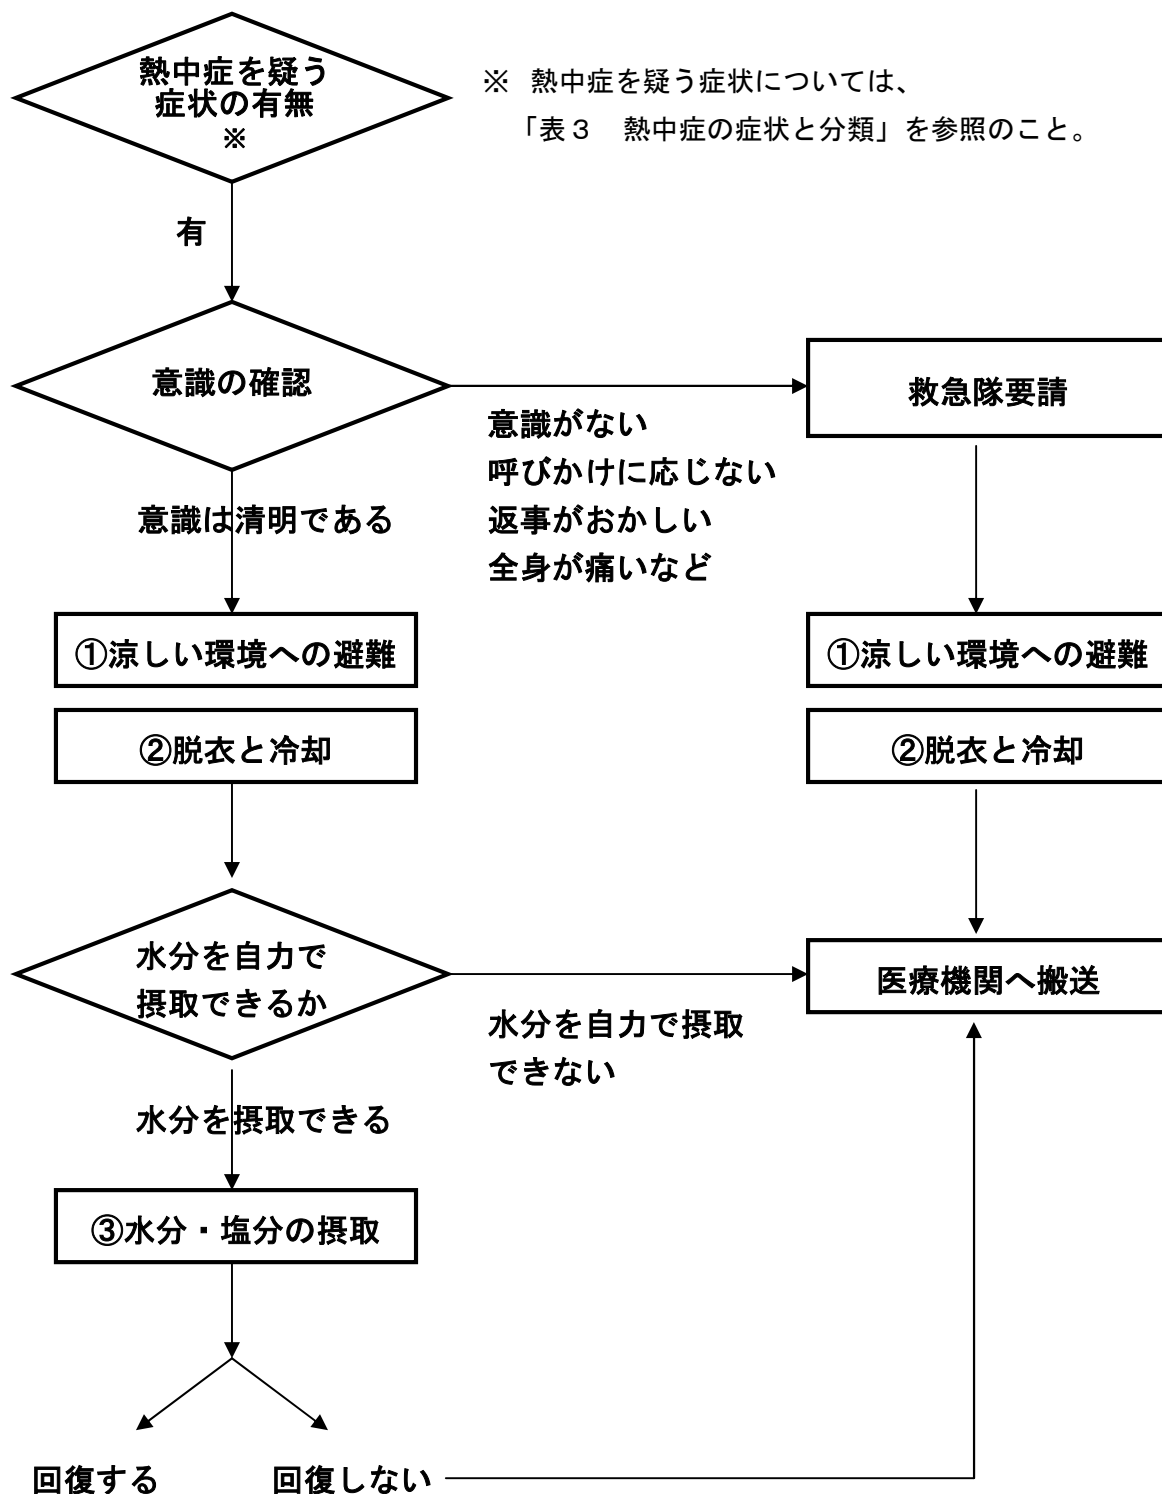 熱中症を疑う
症状の有無
※
※ 熱中症を疑う症状については、
「表３ 熱中症の症状と分類」を参照のこと。
有
意識の確認
救急隊要請
意識がない
呼びかけに応じない
返事がおかしい
全身が痛いなど
意識は清明である
①涼しい環境への避難
①涼しい環境への避難
②脱衣と冷却
②脱衣と冷却
水分を自力で
摂取できるか
医療機関へ搬送
水分を自力で摂取
できない
水分を摂取できる
③水分・塩分の摂取
回復する
回復しない